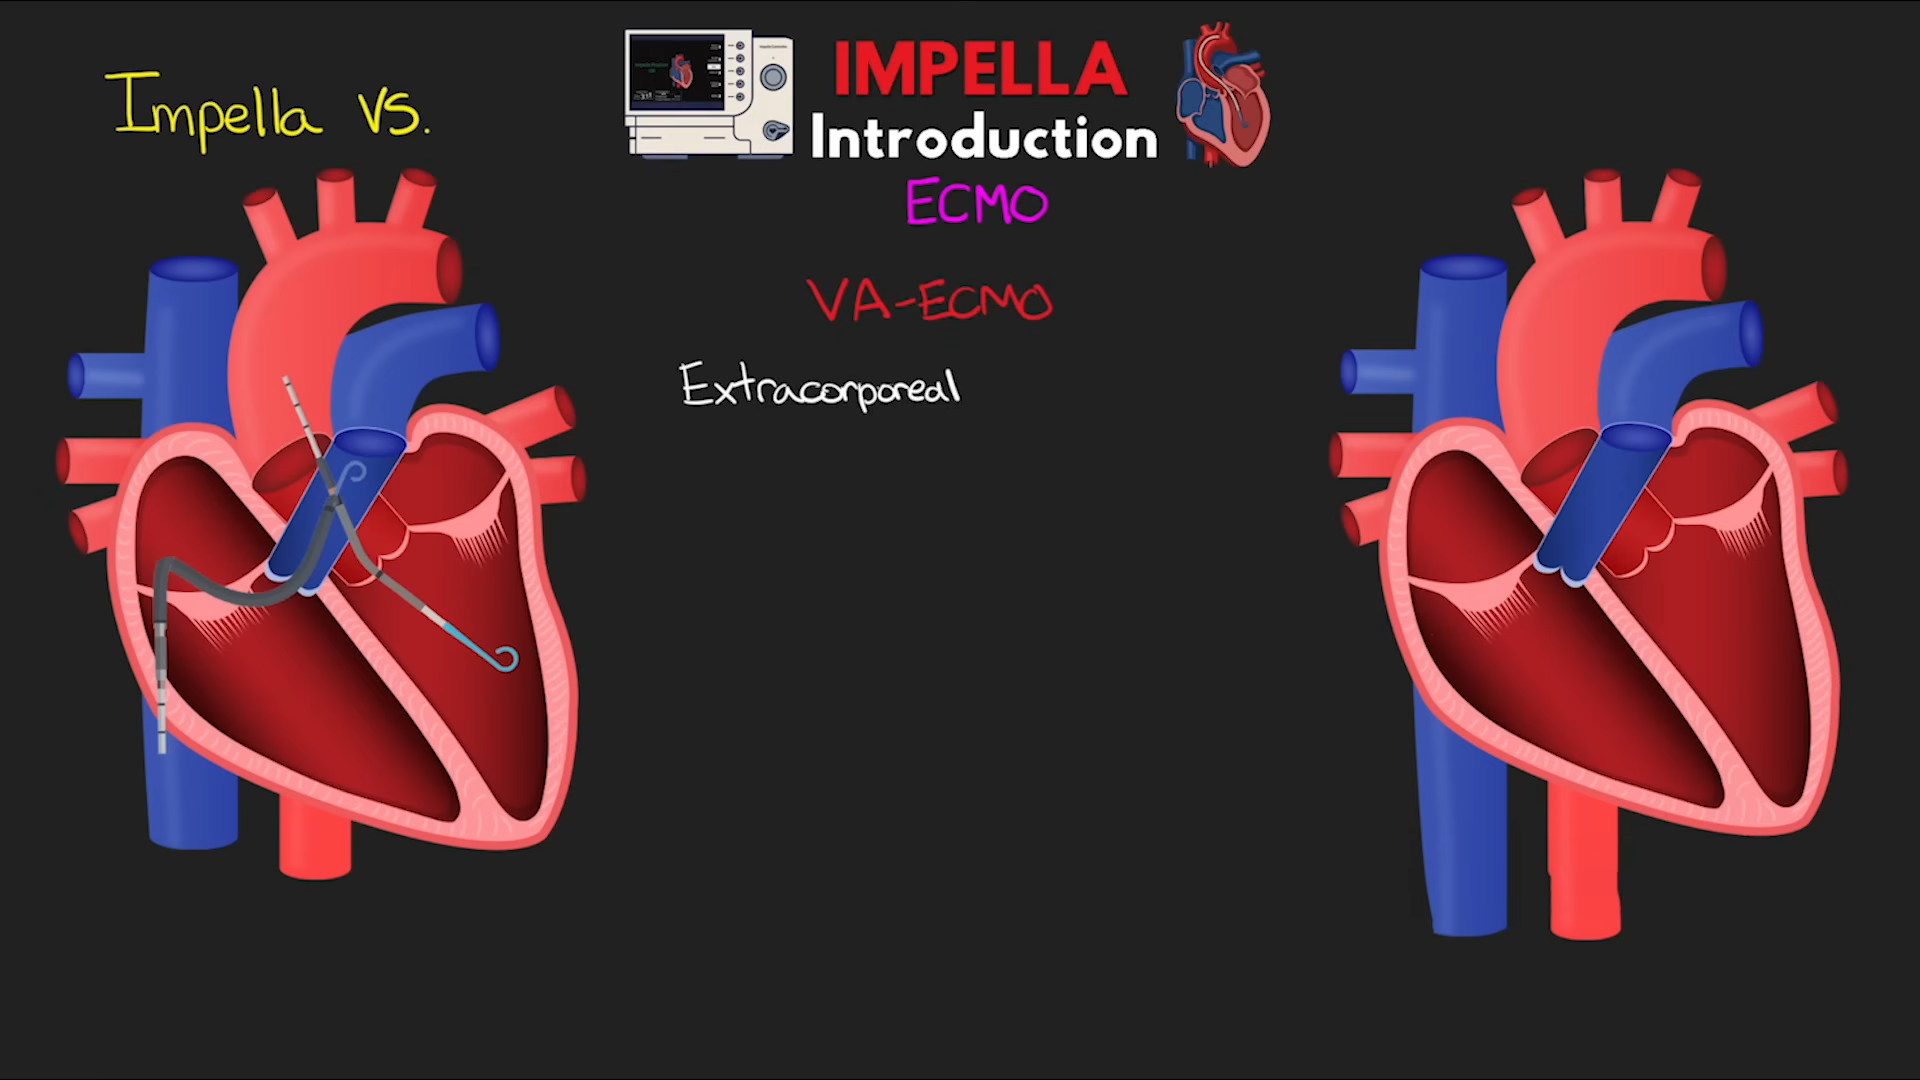 Impella vs.
IMPELLA
Introduction
ECMO
VA-ECMO
Extracorporeal